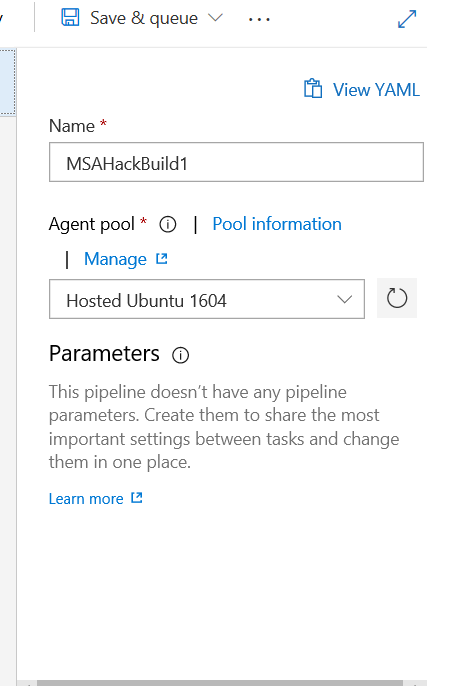 Save & queue
View YAML
Name *
MSAHackBuild1
Agent pool * | Pool information
| Manage
Hosted Ubuntu 1604
Parameters
This pipeline doesn't have any pipeline
parameters. Create them to share the most
important settings between tasks and change
them in one place.
Learn more